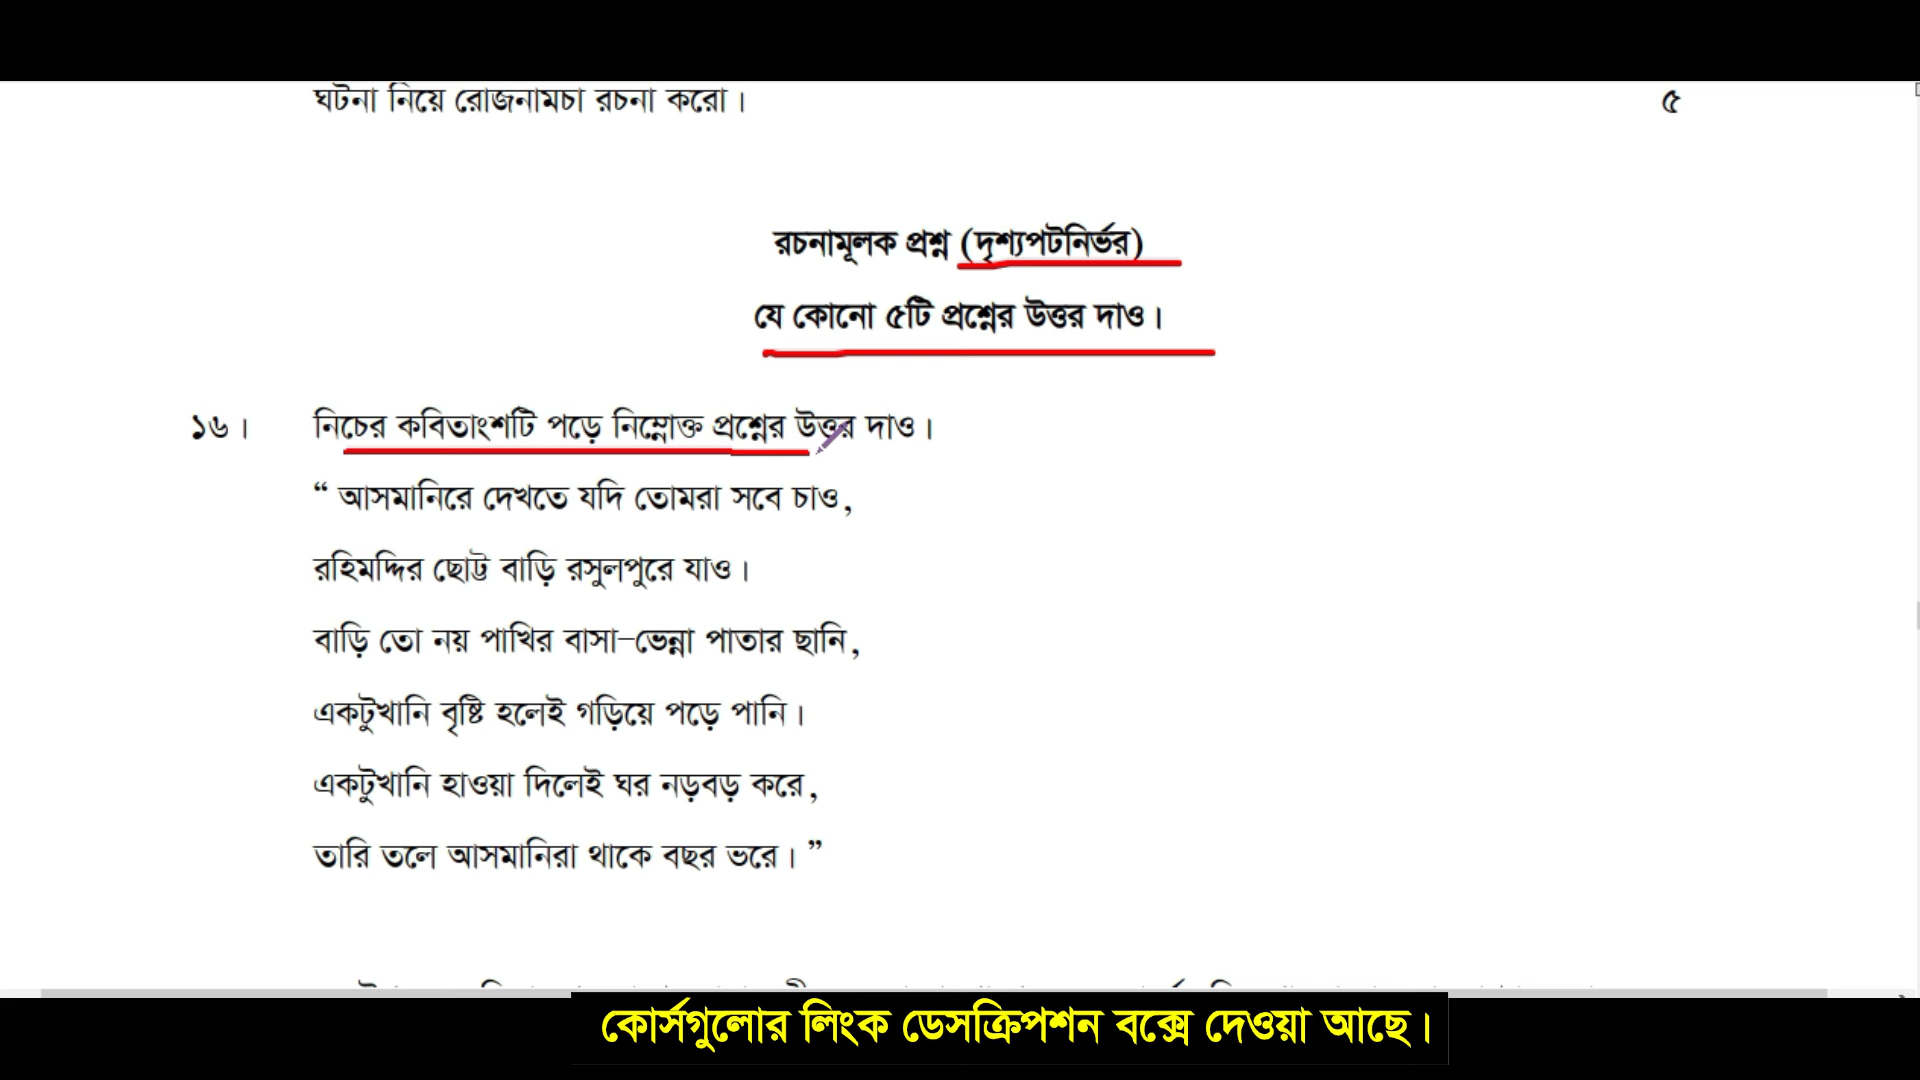 ঘটনা নিয়ে রোজনামচা রচনা করো। ৫
রচনামূলক প্রশ্ন (দৃশ্যপটনির্ভর)
যে কোনো ৫টি প্রশ্নের উত্তর দাও।
১৬। নিচের কবিতাংশটি পড়ে নিম্নোক্ত প্রশ্নের উত্তর দাও।
“ আসমানিরে দেখতে যদি তোমরা সবে চাও,
রহিমদ্দির ছোট্ট বাড়ি রসুলপুরে যাও।
বাড়ি তো নয় পাখির বাসা–ভেন্না পাতার ছানি,
একটুখানি বৃষ্টি হলেই গড়িয়ে পড়ে পানি।
একটুখানি হাওয়া দিলেই ঘর নড়বড় করে,
তারি তলে আসমানিরা থাকে বছর ভরে। ”
কোর্সগুলোর লিংক ডেসক্রিপশন বক্সে দেওয়া আছে।